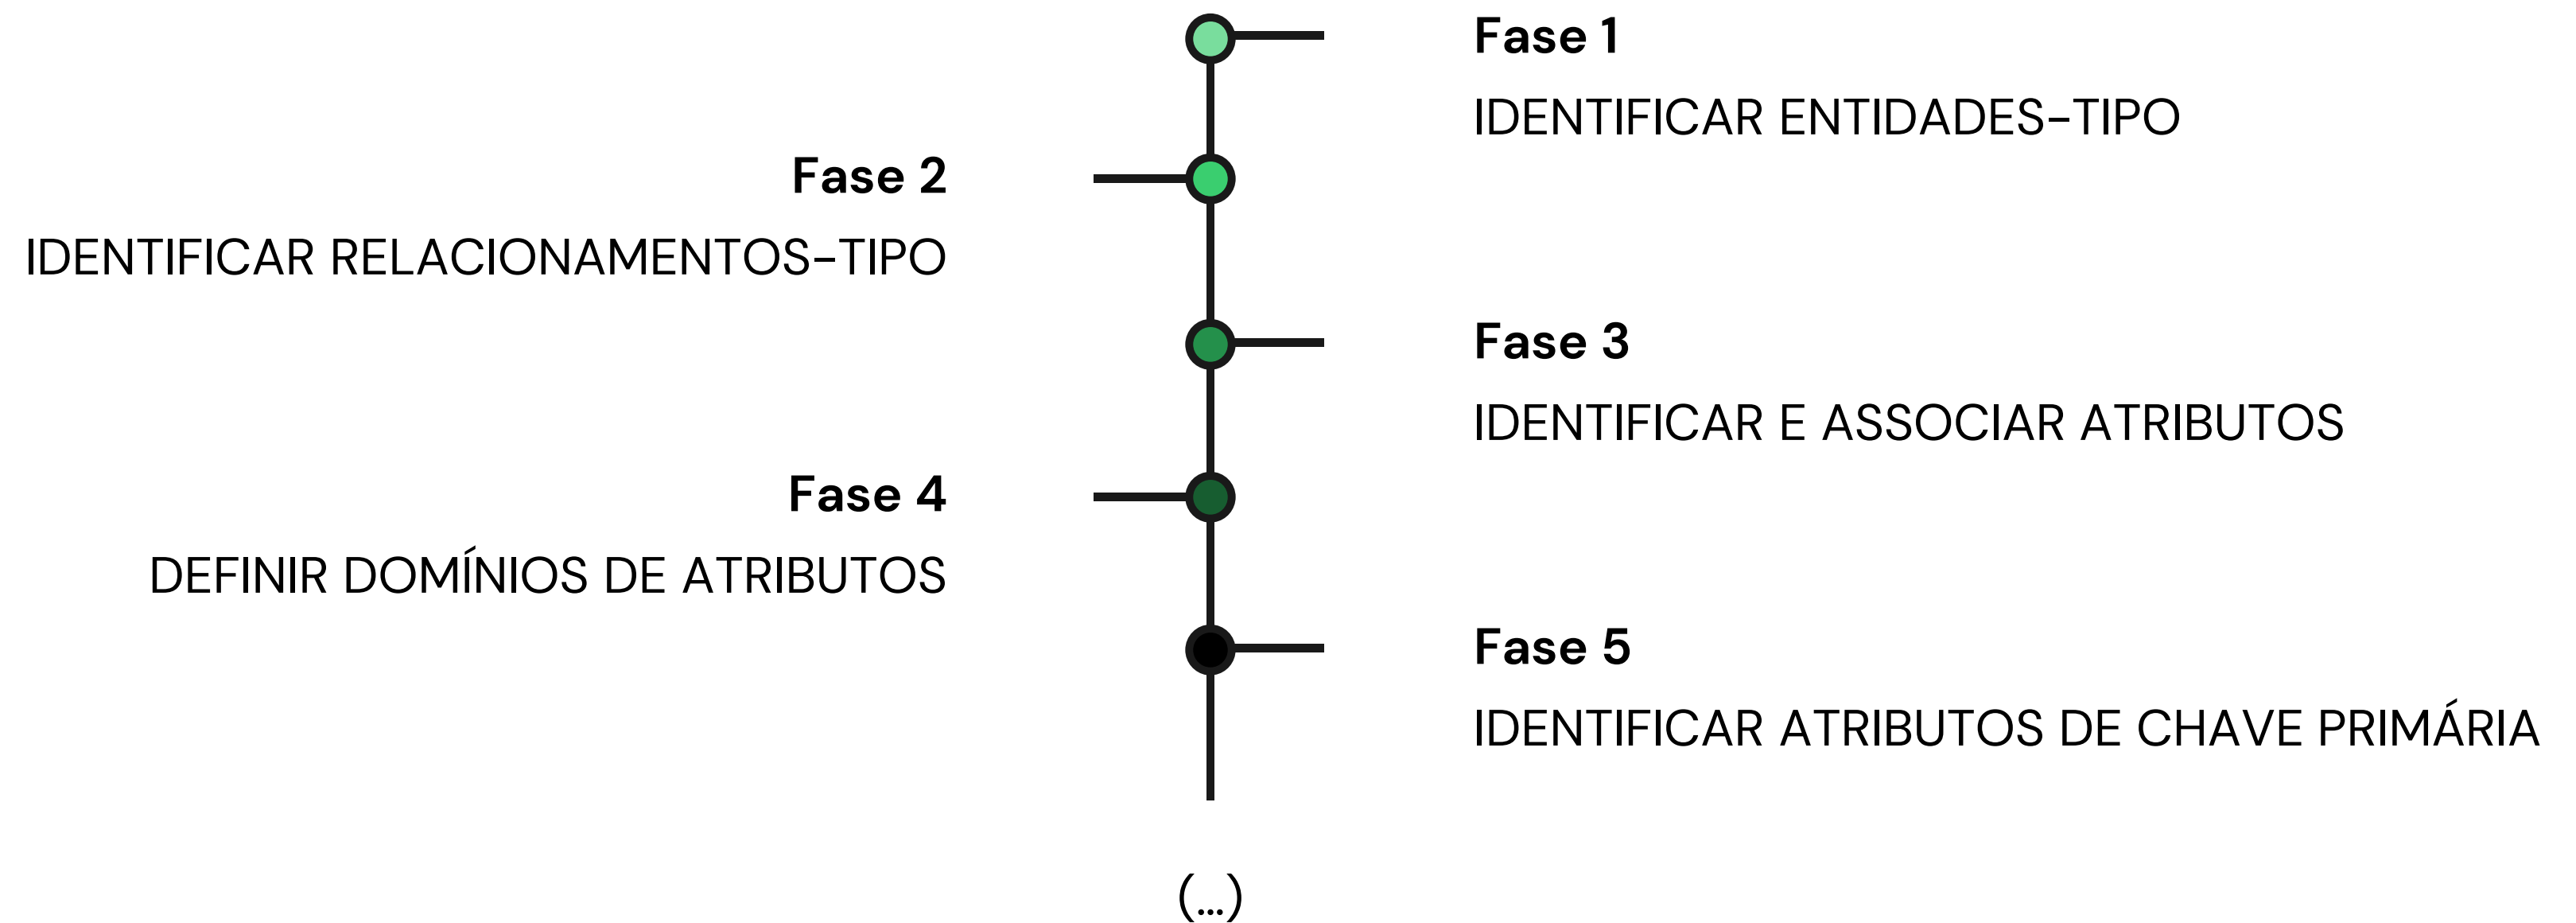 Fase 1
IDENTIFICAR ENTIDADES-TIPO
Fase 2
IDENTIFICAR RELACIONAMENTOS-TIPO
Fase 3
IDENTIFICAR E ASSOCIAR ATRIBUTOS
Fase 4
DEFINIR DOMÍNIOS DE ATRIBUTOS
Fase 5
IDENTIFICAR ATRIBUTOS DE CHAVE PRIMÁRIA
(...)